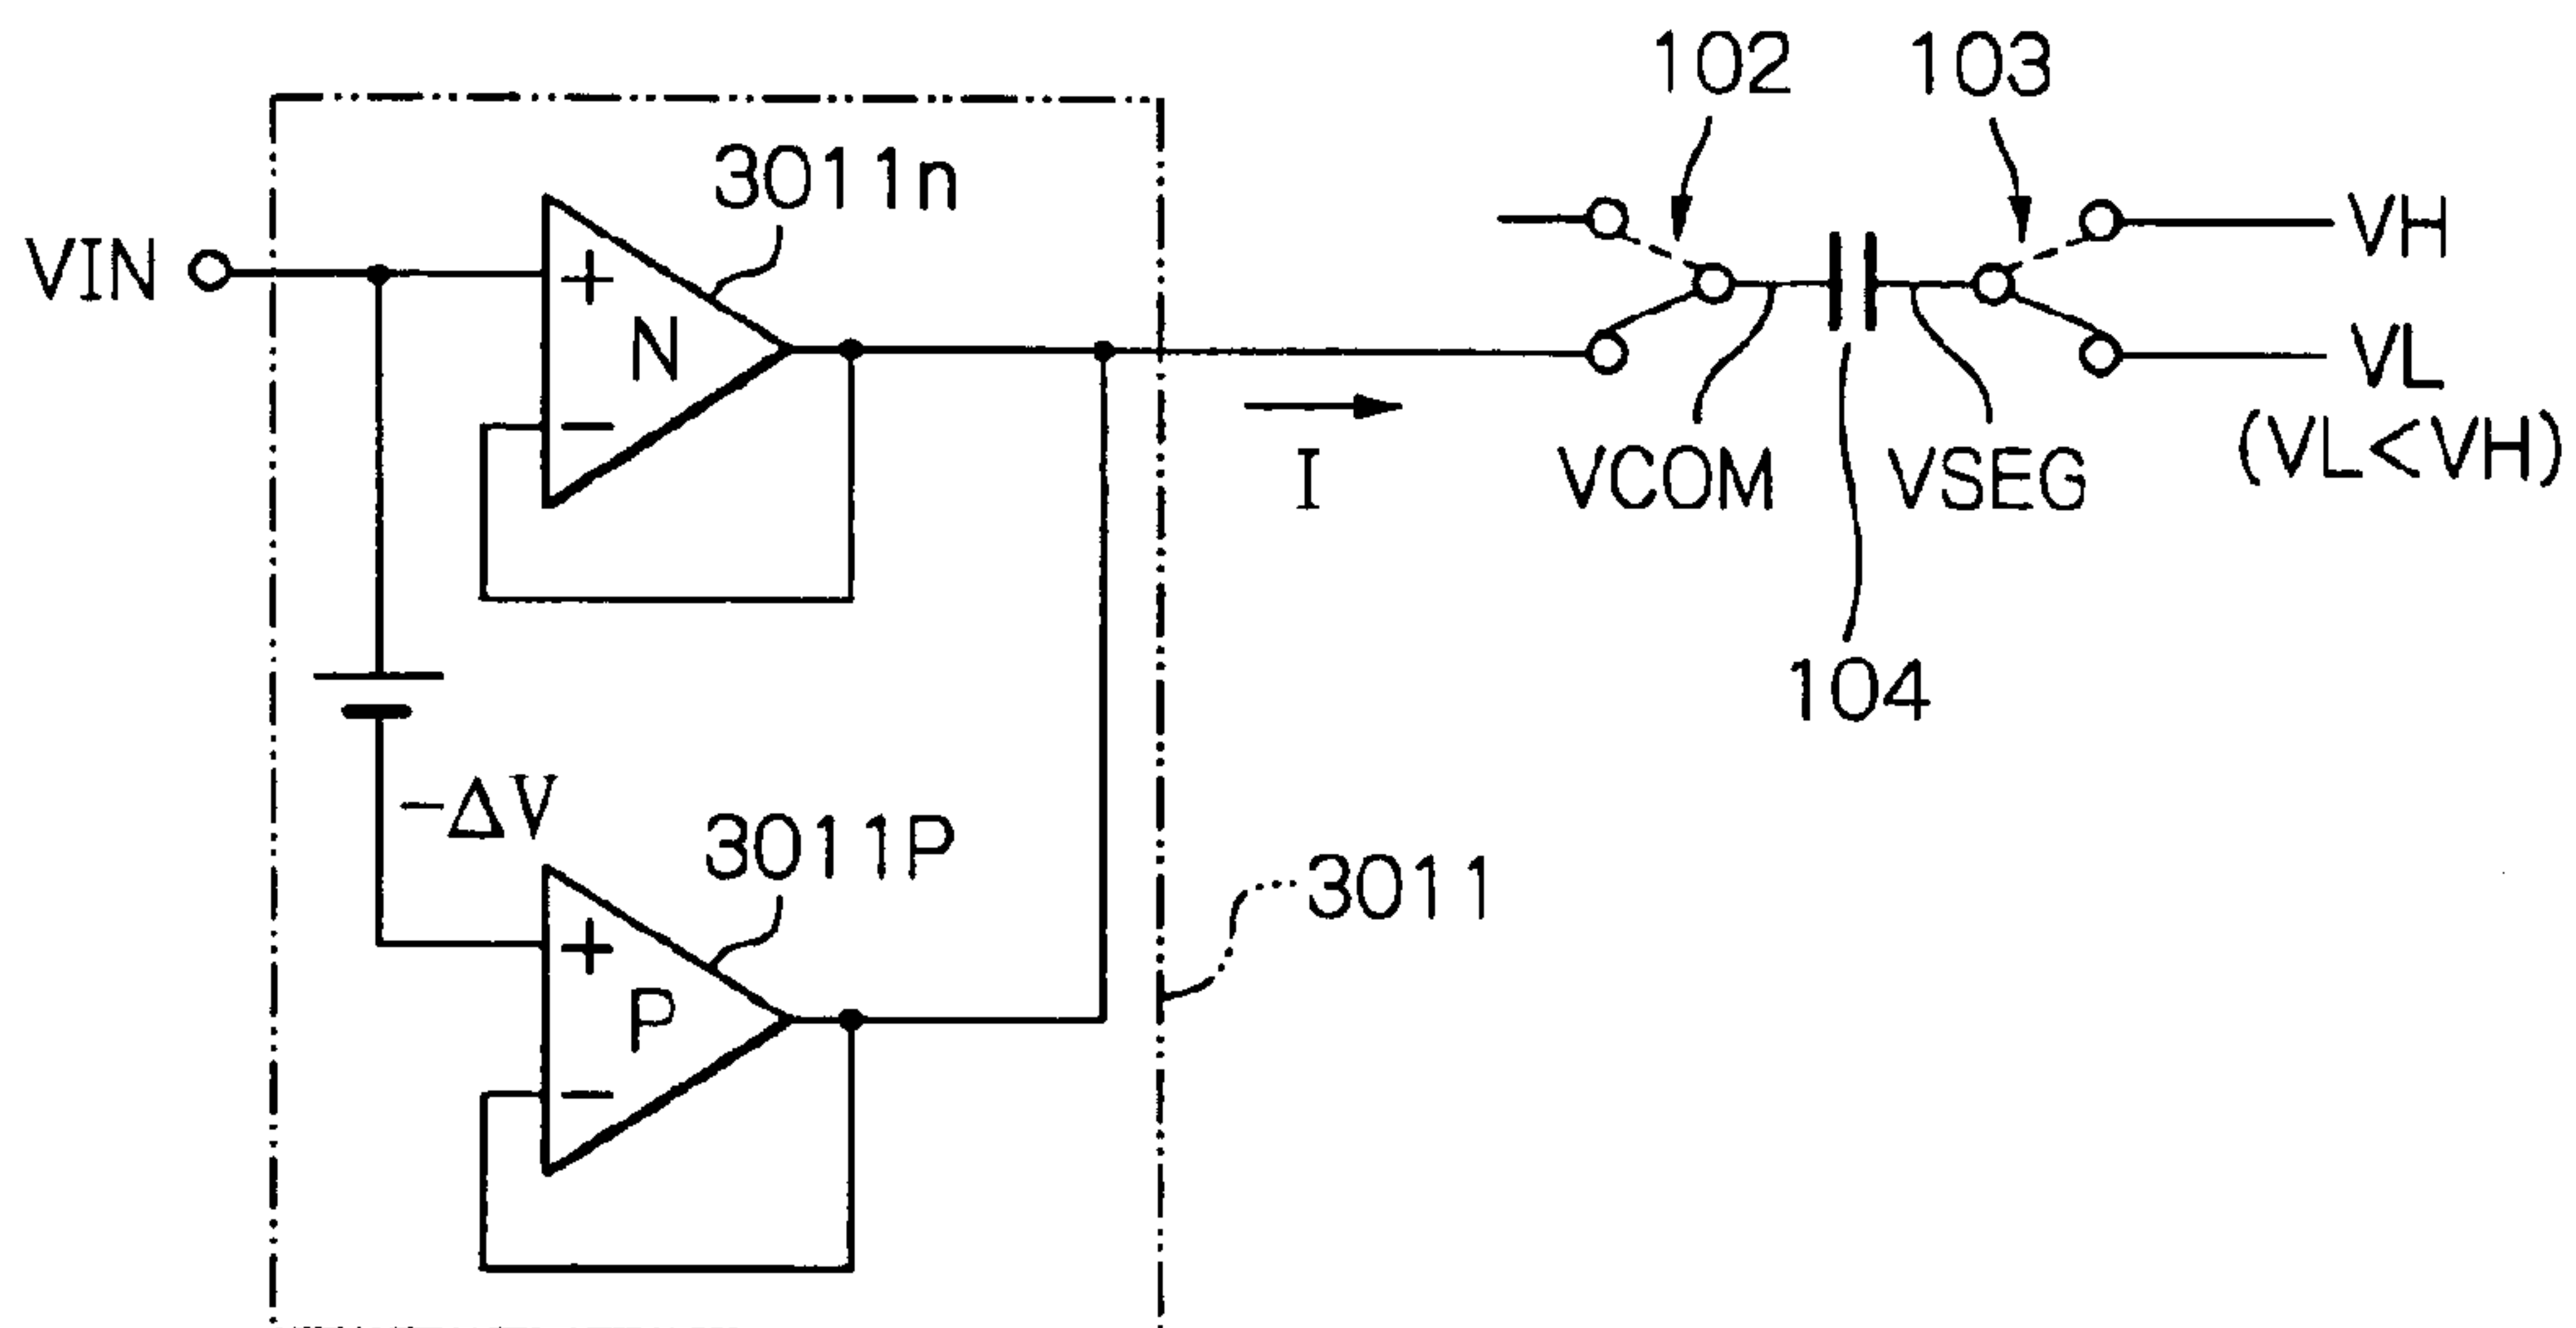 102
103
3011n
VIN
+
N
−
VH
VL
(VL<VH)
I
VCOM
VSEG
104
−ΔV
3011P
+
P
−
3011